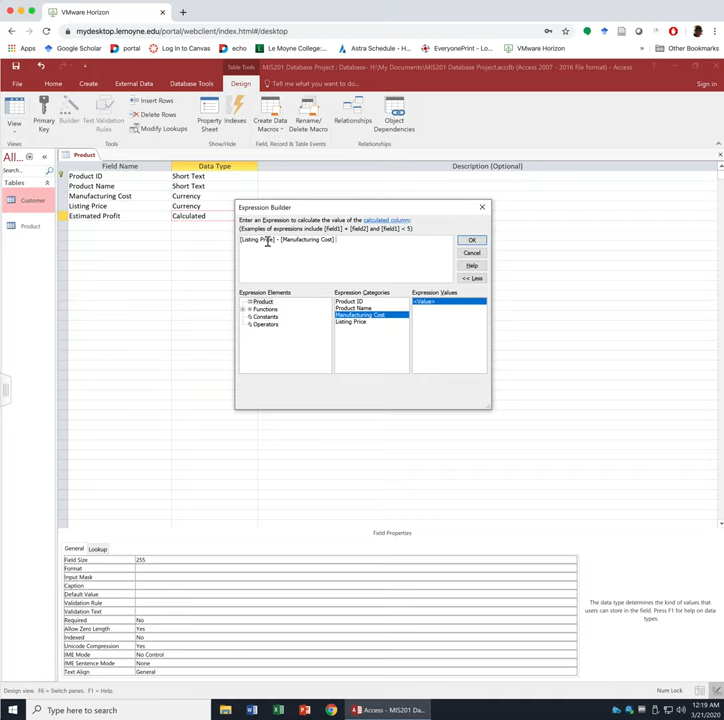 VMware Horizon
mydesktop.lemoyne.edu/portal/webclient/index.html#/desktop
Apps Google Scholar portal Log In to Canvas echo Le Moyne College:... Astra Schedule - H... EveryonePrint - Lo... VMware Horizon Other Bookmarks
Table Tools MIS201 Database Project : Database- H:\My Documents\MIS201 Database Project.accdb (Access 2007 - 2016 file format) - Access
File Home Create External Data Database Tools Design Tell me what you want to do... Sign in
View
Primary Key
Builder
Test Validation Rules
Insert Rows
Delete Rows
Modify Lookups
Property Sheet
Indexes
Create Data Macros
Rename/ Delete Macro
Relationships
Object Dependencies
Views Tools Show/Hide Field, Record & Table Events Relationships
All...
Search...
Tables
Customer
Product
Product
Field Name Data Type Description (Optional)
Product ID Short Text
Product Name Short Text
Manufacturing Cost Currency
Listing Price Currency
Estimated Profit Calculated
Expression Builder
Enter an Expression to calculate the value of the calculated column:
(Examples of expressions include [field1] + [field2] and [field1] < 5)
[Listing Price] - [Manufacturing Cost]
OK
Cancel
Help
<< Less
Expression Elements
Product
Functions
Constants
Operators
Expression Categories
Product ID
Product Name
Manufacturing Cost
Listing Price
Expression Values
<Value>
Field Properties
General Lookup
Field Size 255
Format
Input Mask
Caption
Default Value
Validation Rule
Validation Text
Required No
Allow Zero Length Yes
Indexed No
Unicode Compression Yes
IME Mode No Control
IME Sentence Mode None
Text Align General
The data type determines the kind of values that
users can store in the field. Press F1 for help on data
types.
Design view. F6 = Switch panes. F1 = Help. Num Lock
Type here to search
Access - MIS201 Da...
12:19 AM
3/21/2020